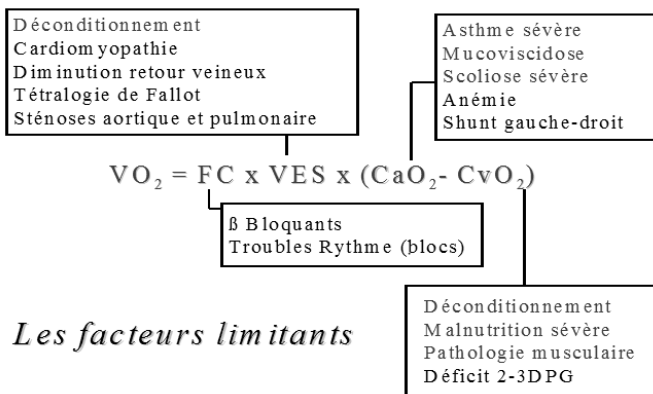 Déconditionnement
Cardiomyopathie
Diminution retour veineux
Tétralogie de Fallot
Sténoses aortique et pulmonaire
Asthme sévère
Mucoviscidose
Scoliose sévère
Anémie
Shunt gauche-droit
VO₂ = FC x VES x (CaO₂- CvO₂)
ß Bloquants
Troubles Rythme (blocs)
Les facteurs limitants
Déconditionnement
Malnutrition sévère
Pathologie musculaire
Déficit 2-3DPG